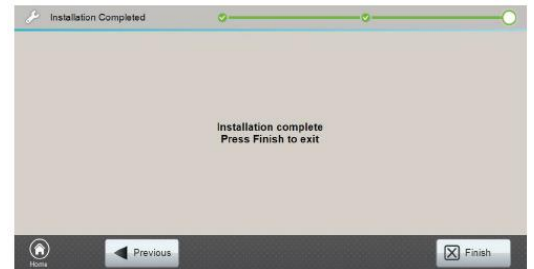 Installation Completed
Installation complete
Press Finish to exit
Home
Previous
Finish